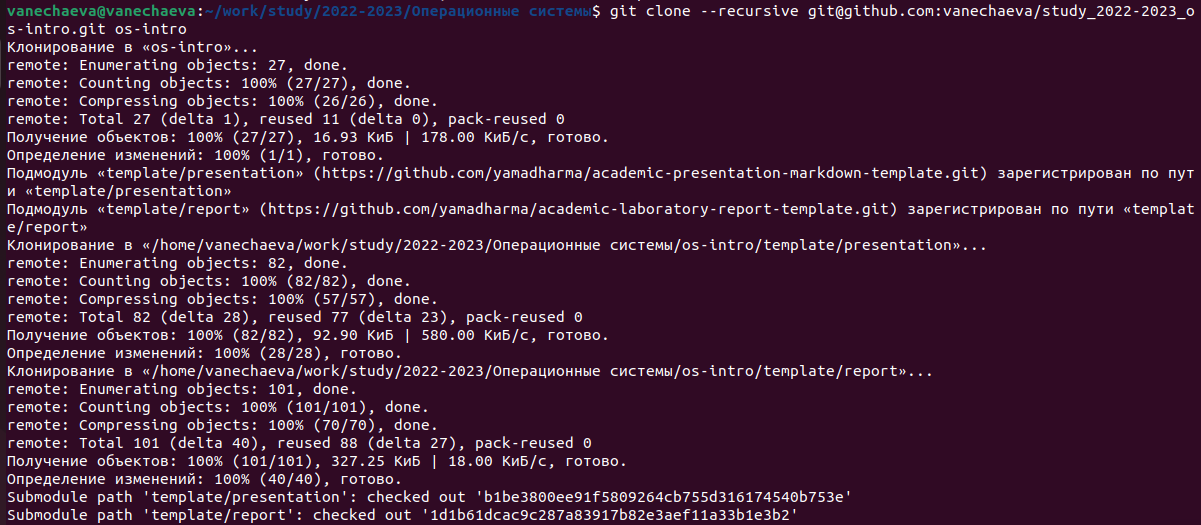 vanechaeva@vanechaeva:~/work/study/2022-2023/Операционные системы$ git clone --recursive git@github.com:vanechaeva/study_2022-2023_o
s-intro.git os-intro
Клонирование в «os-intro»...
remote: Enumerating objects: 27, done.
remote: Counting objects: 100% (27/27), done.
remote: Compressing objects: 100% (26/26), done.
remote: Total 27 (delta 1), reused 11 (delta 0), pack-reused 0
Получение объектов: 100% (27/27), 16.93 КиБ | 178.00 КиБ/с, готово.
Определение изменений: 100% (1/1), готово.
Подмодуль «template/presentation» (https://github.com/yamadharma/academic-presentation-markdown-template.git) зарегистрирован по пут
и «template/presentation»
Подмодуль «template/report» (https://github.com/yamadharma/academic-laboratory-report-template.git) зарегистрирован по пути «templat
e/report»
Клонирование в «/home/vanechaeva/work/study/2022-2023/Операционные системы/os-intro/template/presentation»...
remote: Enumerating objects: 82, done.
remote: Counting objects: 100% (82/82), done.
remote: Compressing objects: 100% (57/57), done.
remote: Total 82 (delta 28), reused 77 (delta 23), pack-reused 0
Получение объектов: 100% (82/82), 92.90 КиБ | 580.00 КиБ/с, готово.
Определение изменений: 100% (28/28), готово.
Клонирование в «/home/vanechaeva/work/study/2022-2023/Операционные системы/os-intro/template/report»...
remote: Enumerating objects: 101, done.
remote: Counting objects: 100% (101/101), done.
remote: Compressing objects: 100% (70/70), done.
remote: Total 101 (delta 40), reused 88 (delta 27), pack-reused 0
Получение объектов: 100% (101/101), 327.25 КиБ | 18.00 КиБ/с, готово.
Определение изменений: 100% (40/40), готово.
Submodule path 'template/presentation': checked out 'b1be3800ee91f5809264cb755d316174540b753e'
Submodule path 'template/report': checked out '1d1b61dcac9c287a83917b82e3aef11a33b1e3b2'